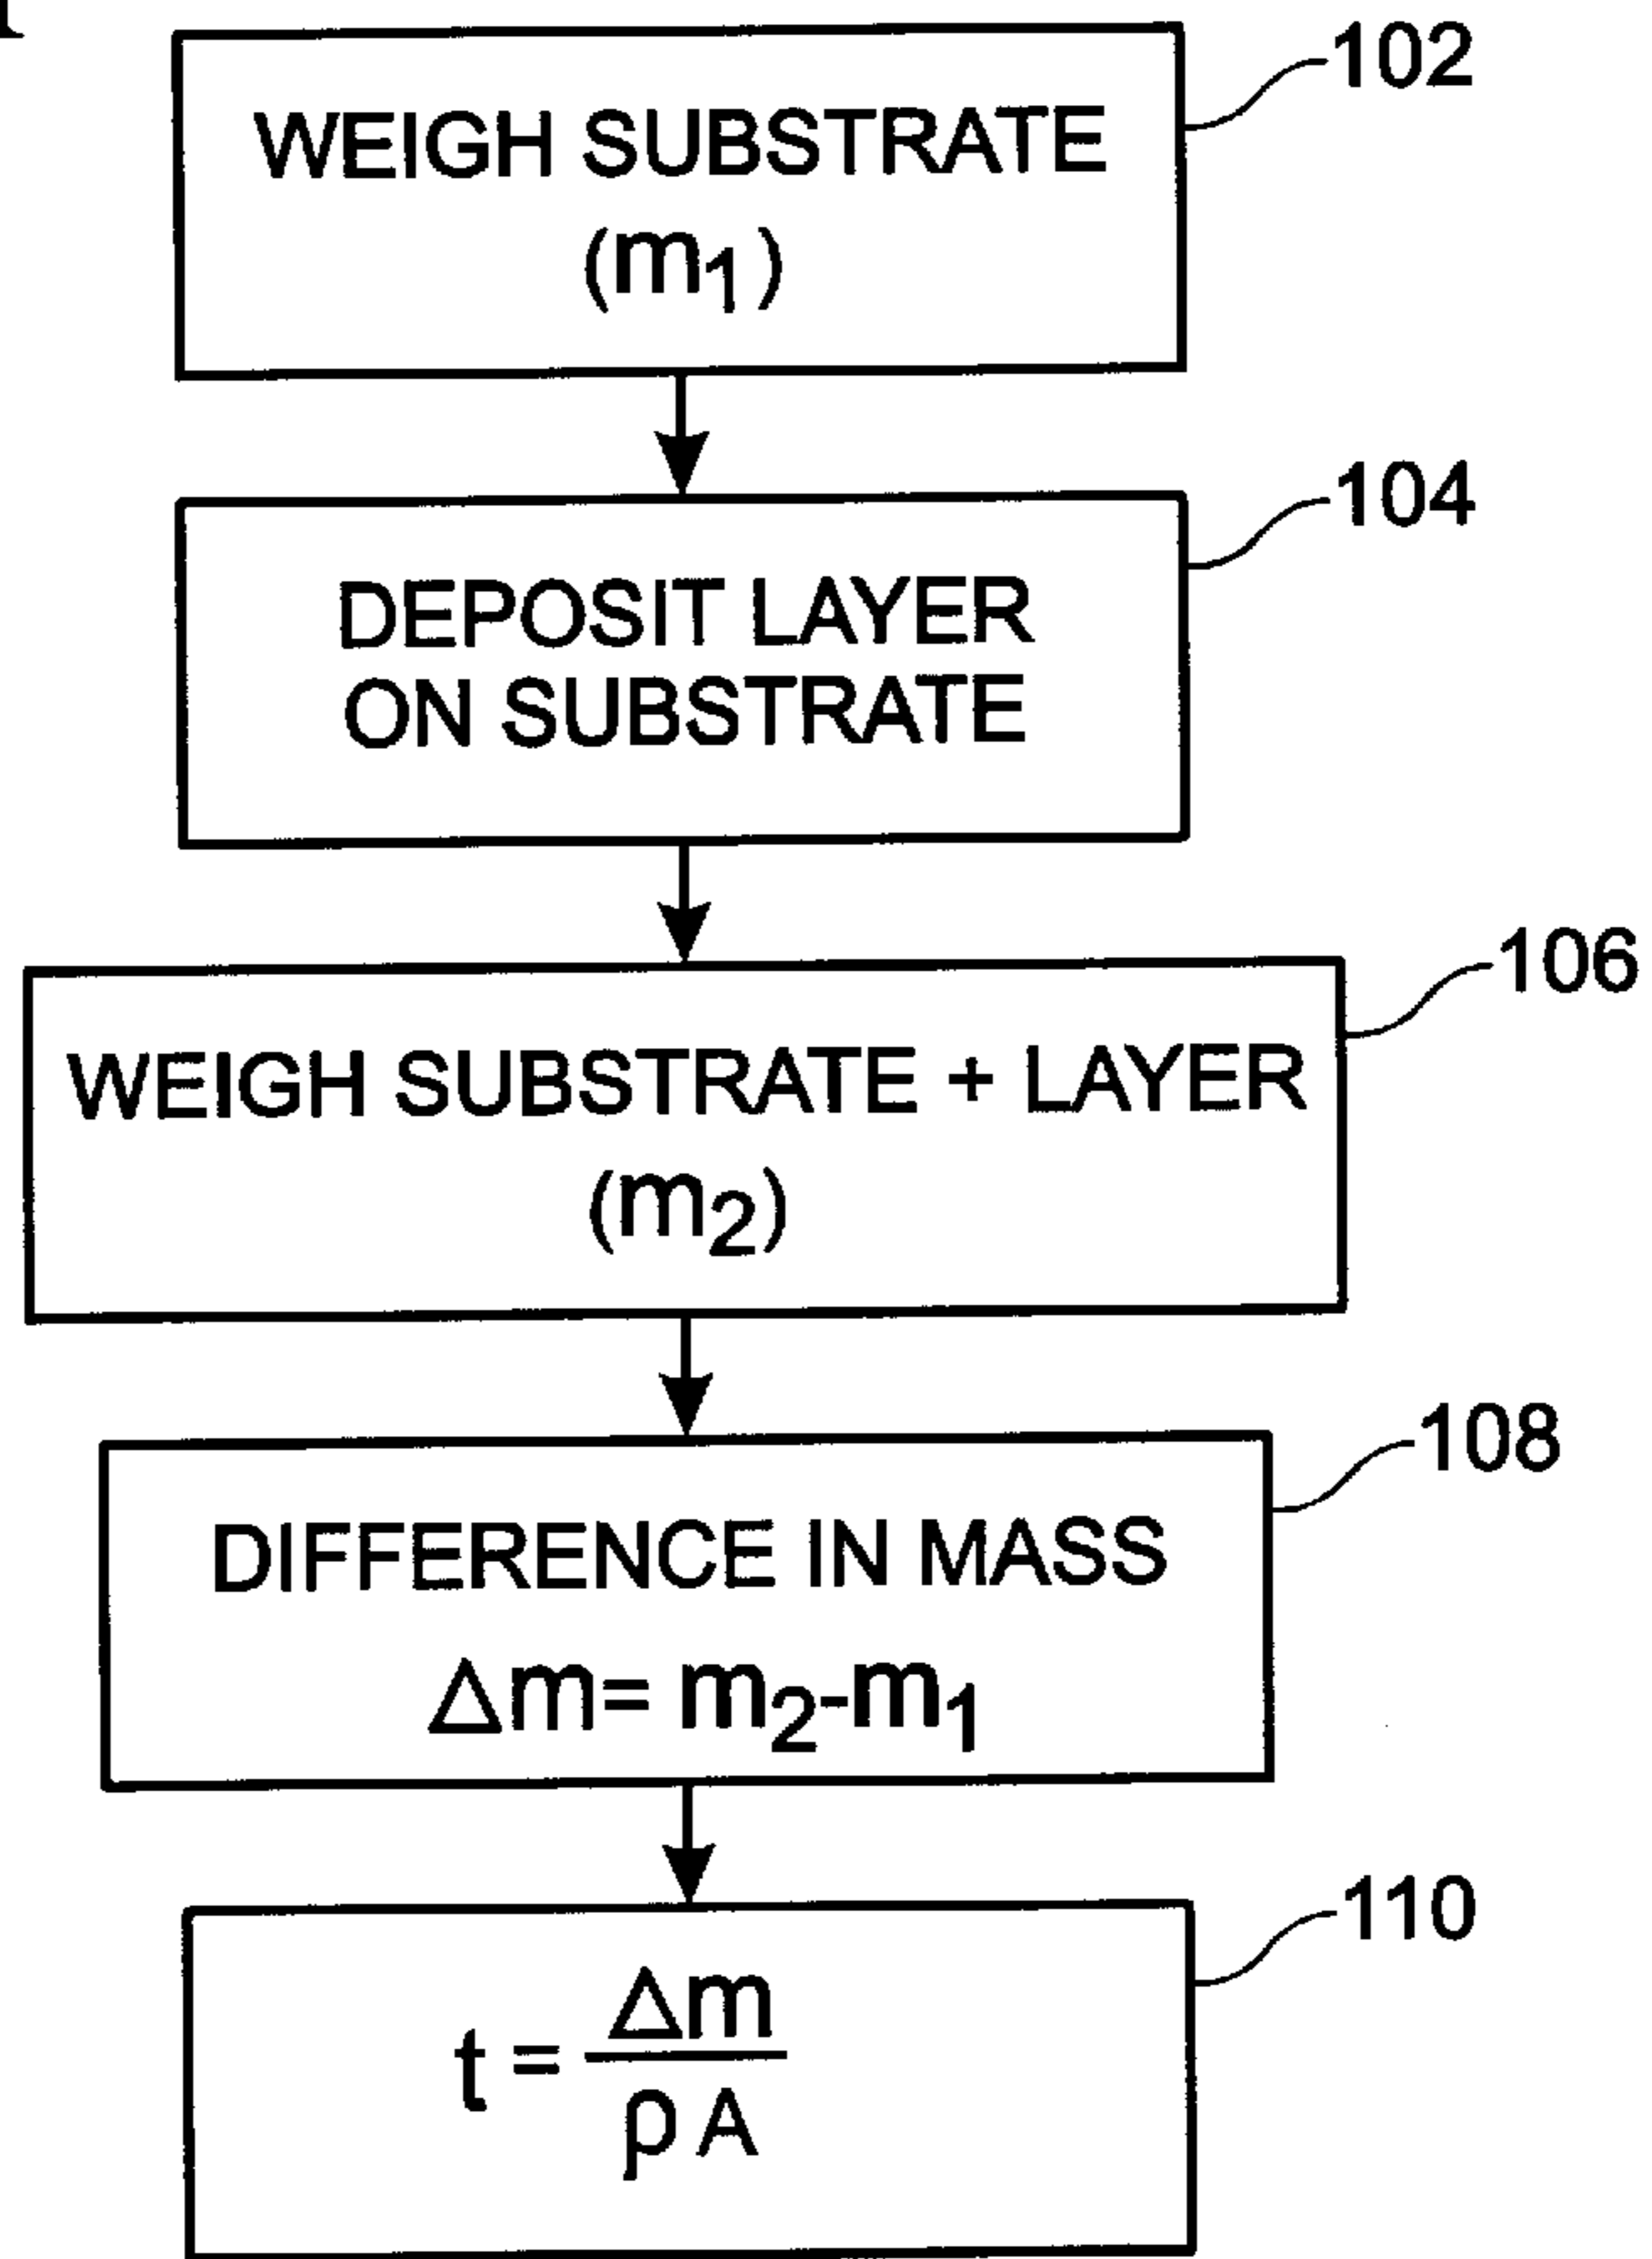 102
WEIGH SUBSTRATE
(m₁)
104
DEPOSIT LAYER
ON SUBSTRATE
106
WEIGH SUBSTRATE + LAYER
(m₂)
108
DIFFERENCE IN MASS
Δm= m₂-m₁
110
t = Δm
ρ A